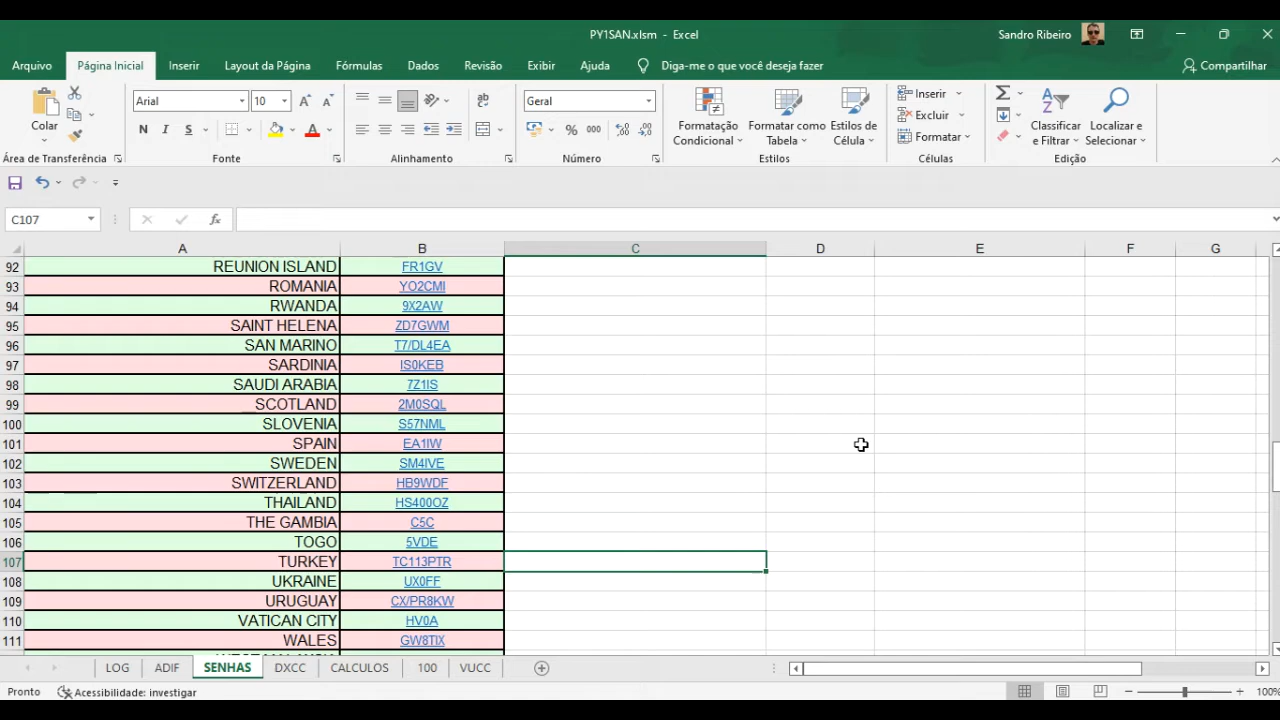 PY1SAN.xlsm - Excel
Sandro Ribeiro
Arquivo Página Inicial Inserir Layout da Página Fórmulas Dados Revisão Exibir Ajuda Diga-me o que você deseja fazer Compartilhar
Colar
Arial 10
N I S
Geral
% 000
Formatação Condicional
Formatar como Tabela
Estilos de Célula
Inserir
Excluir
Formatar
Classificar e Filtrar
Localizar e Selecionar
Área de Transferência Fonte Alinhamento Número Estilos Células Edição
C107 fx
A B C D E F G
92 REUNION ISLAND FR1GV
93 ROMANIA YO2CMI
94 RWANDA 9X2AW
95 SAINT HELENA ZD7GWM
96 SAN MARINO T7/DL4EA
97 SARDINIA IS0KEB
98 SAUDI ARABIA 7Z1IS
99 SCOTLAND 2M0SQL
100 SLOVENIA S57NML
101 SPAIN EA1IW
102 SWEDEN SM4IVE
103 SWITZERLAND HB9WDF
104 THAILAND HS400OZ
105 THE GAMBIA C5C
106 TOGO 5VDE
107 TURKEY TC113PTR
108 UKRAINE UX0FF
109 URUGUAY CX/PR8KW
110 VATICAN CITY HV0A
111 WALES GW8TIX
LOG ADIF SENHAS DXCC CALCULOS 100 VUCC
Pronto Acessibilidade: investigar 100%